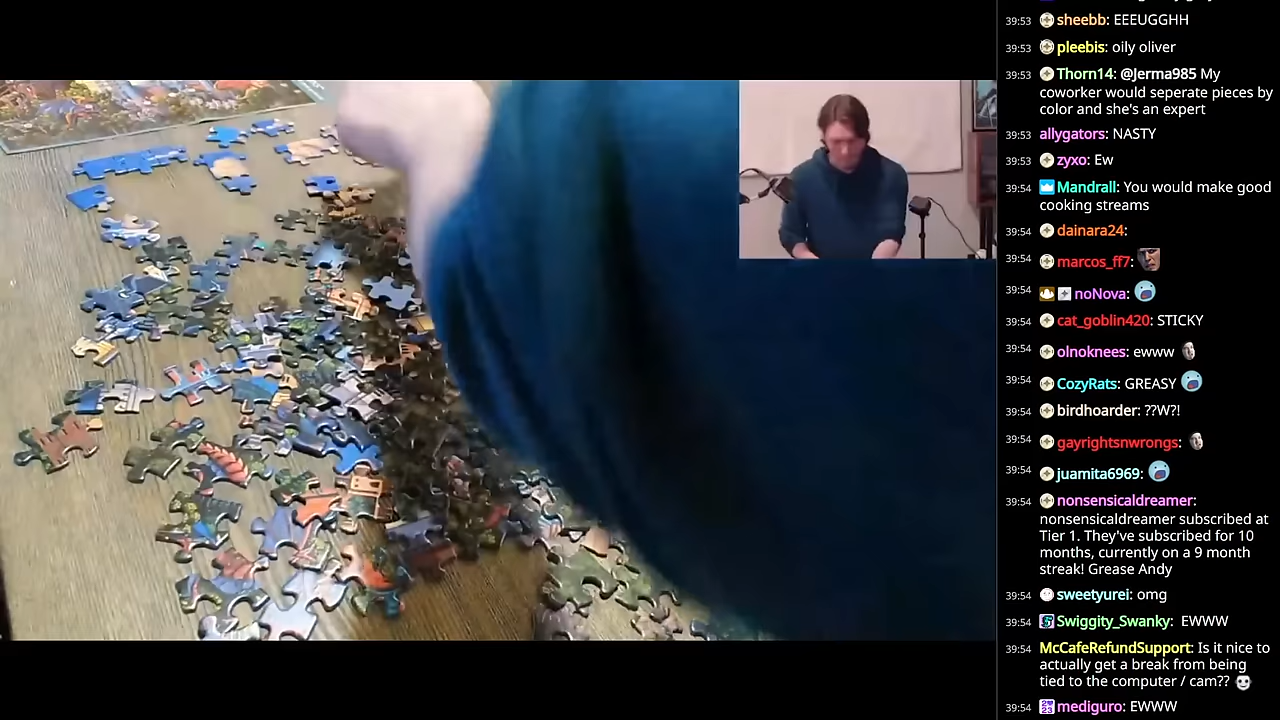 39:53 sheebb: EEEUGGHH
39:53 pleebis: oily oliver
39:53 Thorn14: @Jerma985 My
coworker would seperate pieces by
color and she's an expert
39:53 allygators: NASTY
39:53 zyxo: Ew
39:54 Mandrall: You would make good
cooking streams
39:54 dainara24:
39:54 marcos_ff7:
39:54 noNova:
39:54 cat_goblin420: STICKY
39:54 olnoknees: ewww
39:54 CozyRats: GREASY
39:54 birdhoarder: ??W?!
39:54 gayrightsnwrongs:
39:54 juamita6969:
39:54 nonsensicaldreamer:
nonsensicaldreamer subscribed at
Tier 1. They've subscribed for 10
months, currently on a 9 month
streak! Grease Andy
39:54 sweetyurei: omg
39:54 Swiggity_Swanky: EWWW
39:54 McCafeRefundSupport: Is it nice to
actually get a break from being
tied to the computer / cam??
39:54 mediguro: EWWW